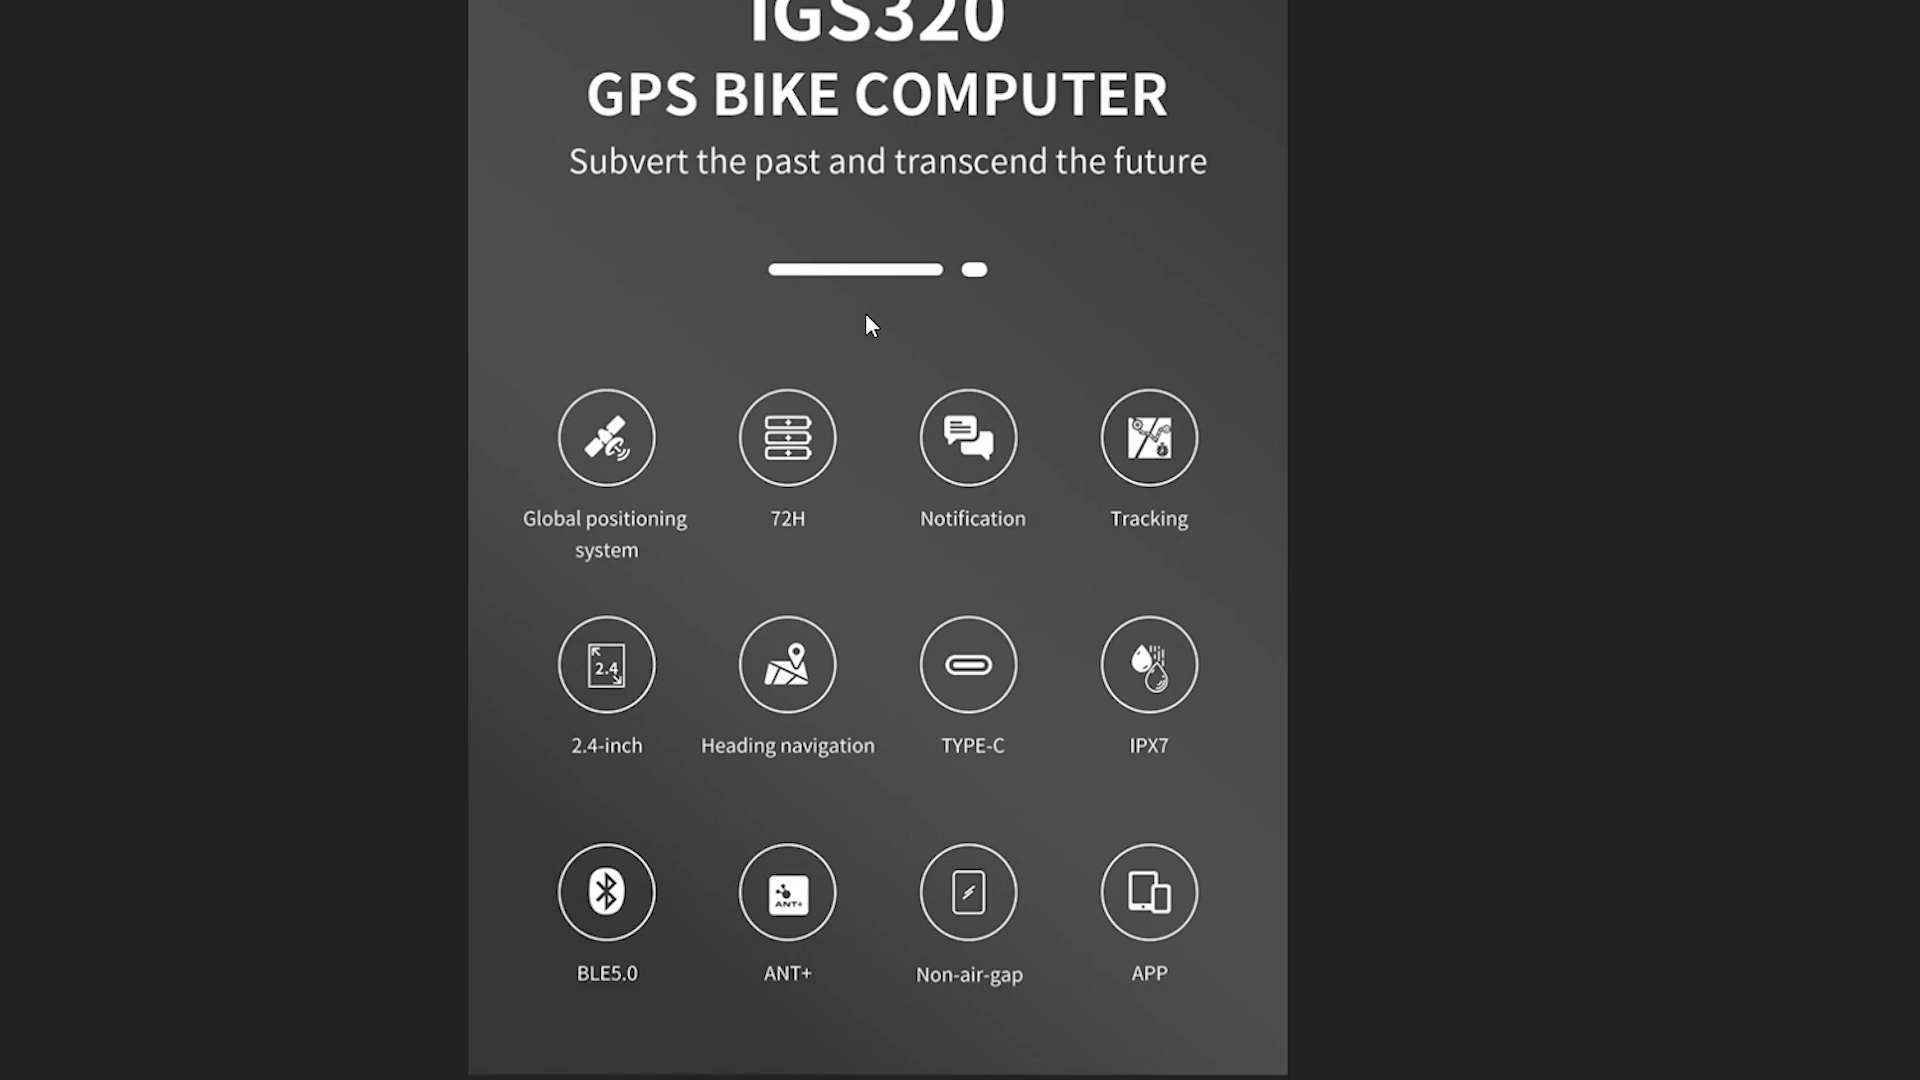 IGS320
GPS BIKE COMPUTER
Subvert the past and transcend the future
Global positioning
system
72H
Notification
Tracking
2.4
2.4-inch
Heading navigation
TYPE-C
IPX7
ANT+
BLE5.0
ANT+
Non-air-gap
APP